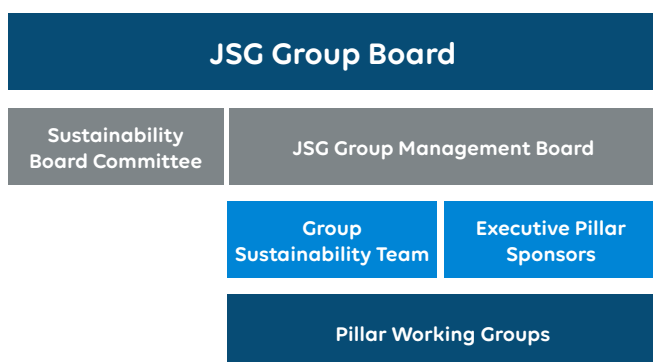 JSG Group Board
Sustainability
Board Committee
JSG Group Management Board
Group
Sustainability Team
Executive Pillar
Sponsors
Pillar Working Groups